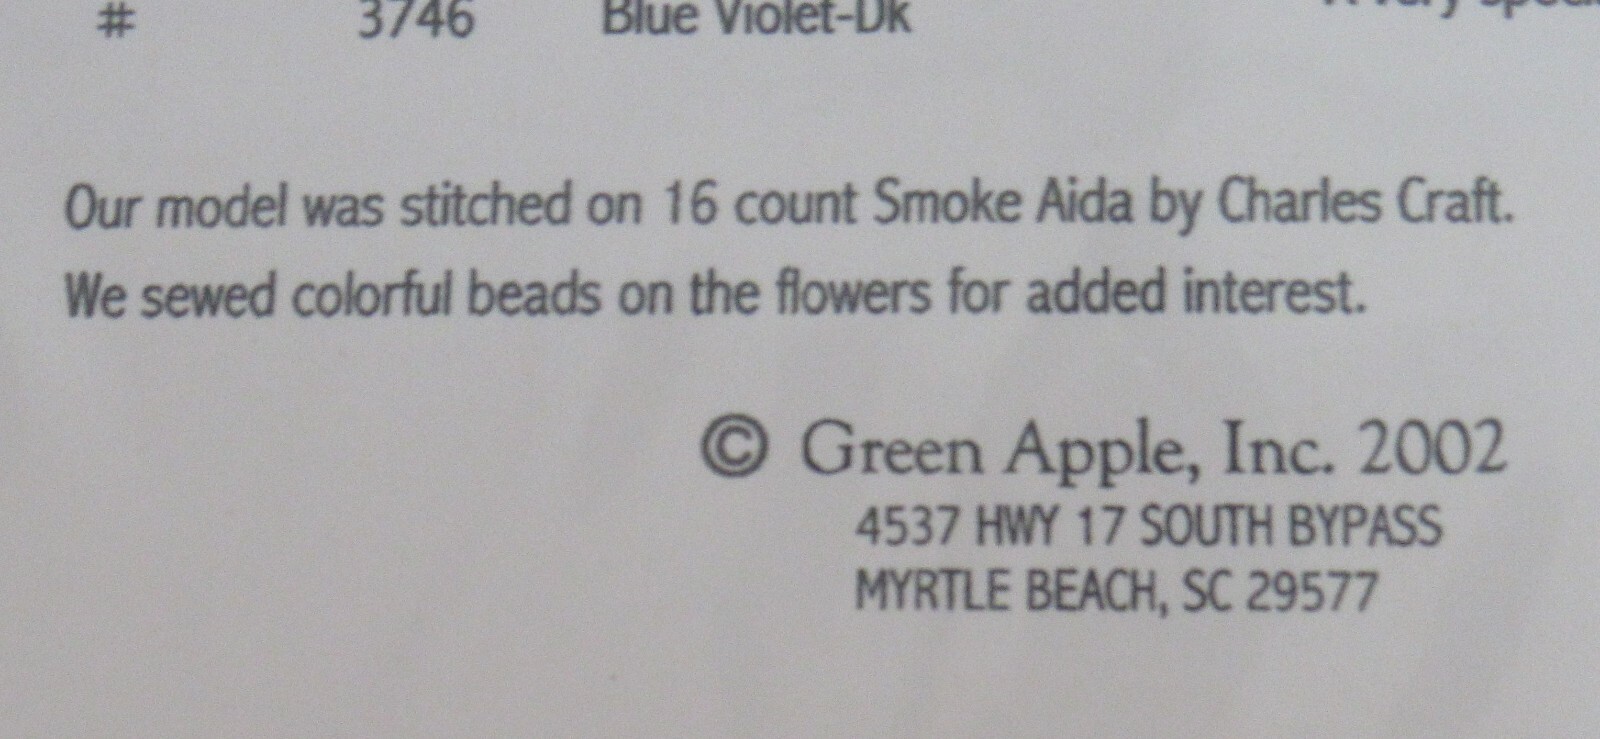 # 3746 Blue Violet-Dk
Our model was stitched on 16 count Smoke Aida by Charles Craft.
We sewed colorful beads on the flowers for added interest.
© Green Apple, Inc. 2002
4537 HWY 17 SOUTH BYPASS
MYRTLE BEACH, SC 29577